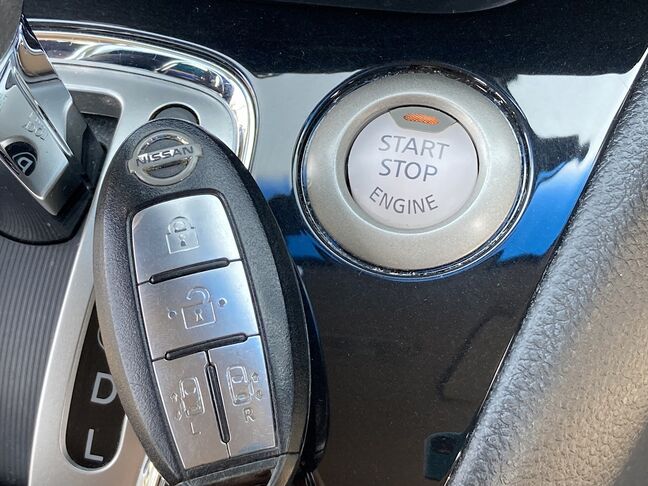 NISSAN
START
STOP
ENGINE
L
R
D
L